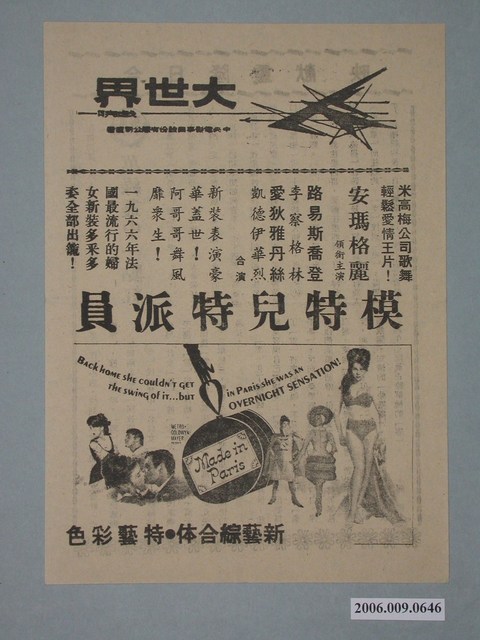 大世界
米高梅公司歌舞
輕鬆愛情王片！
安瑪格麗
領銜主演
路易斯喬登
李察格林
愛狄雅丹絲
凱德伊華烈
合演
新裝表演豪
華蓋世！
阿哥哥舞風
靡衆生！
一九六六年法
國最流行的婦
女新裝多采多
套全部出籠！
模特兒特派員
Back home she couldn't get
the swing of it...but
in Paris she was an
OVERNIGHT SENSATION!
METRO-
GOLDWYN-
MAYER
Made in
Paris
新藝綜合体•特藝彩色
2006.009.0646